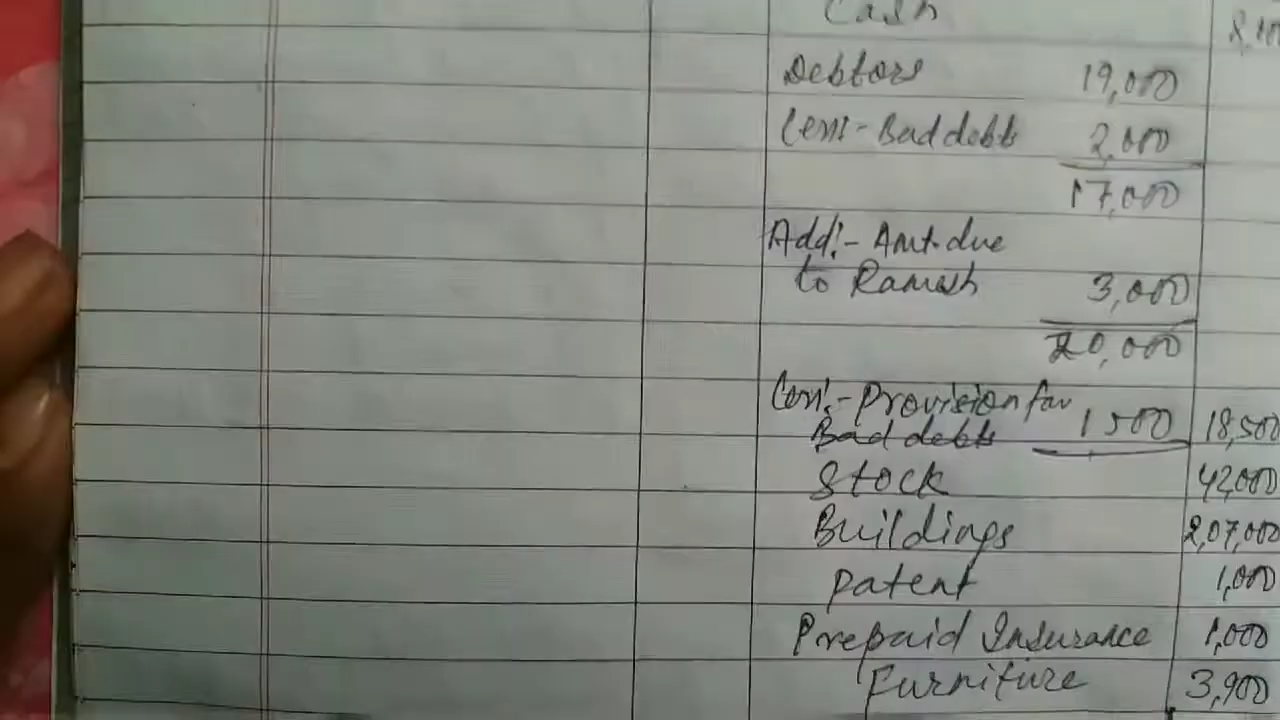 Cash
Debtors 19,000
Less:- Bad debts 2,000
17,000
Add:- Amt. due
to Ramesh 3,000
20,000
Less:- Provision for
Bad debts 1500 18,500
Stock 42,000
Buildings 2,07,000
Patent 1,000
Prepaid Insurance 1,000
Furniture 3,900